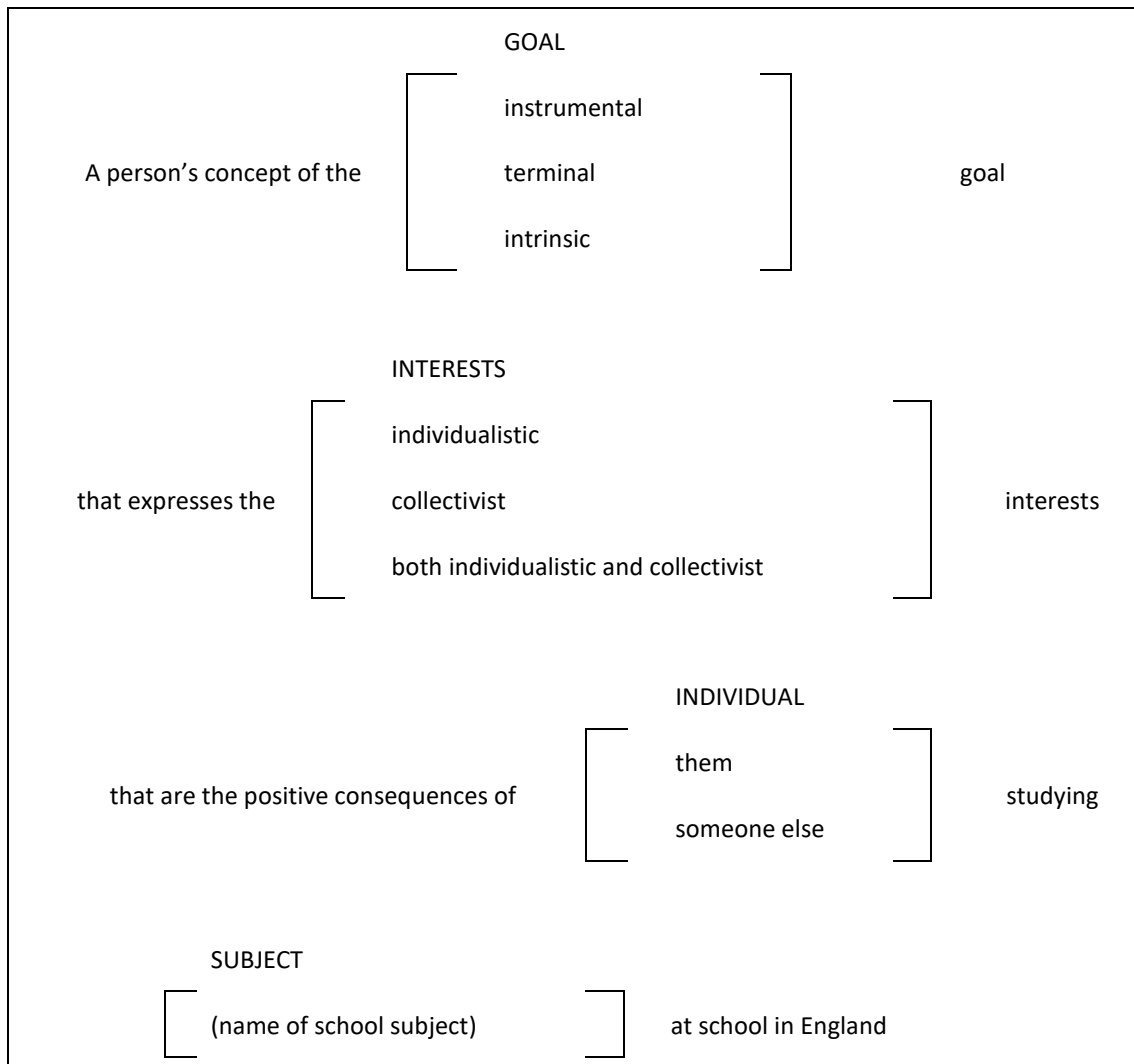 GOAL
instrumental
A person’s concept of the terminal goal
intrinsic
INTERESTS
individualistic
that expresses the collectivist interests
both individualistic and collectivist
INDIVIDUAL
them
that are the positive consequences of studying
someone else
SUBJECT
(name of school subject) at school in England